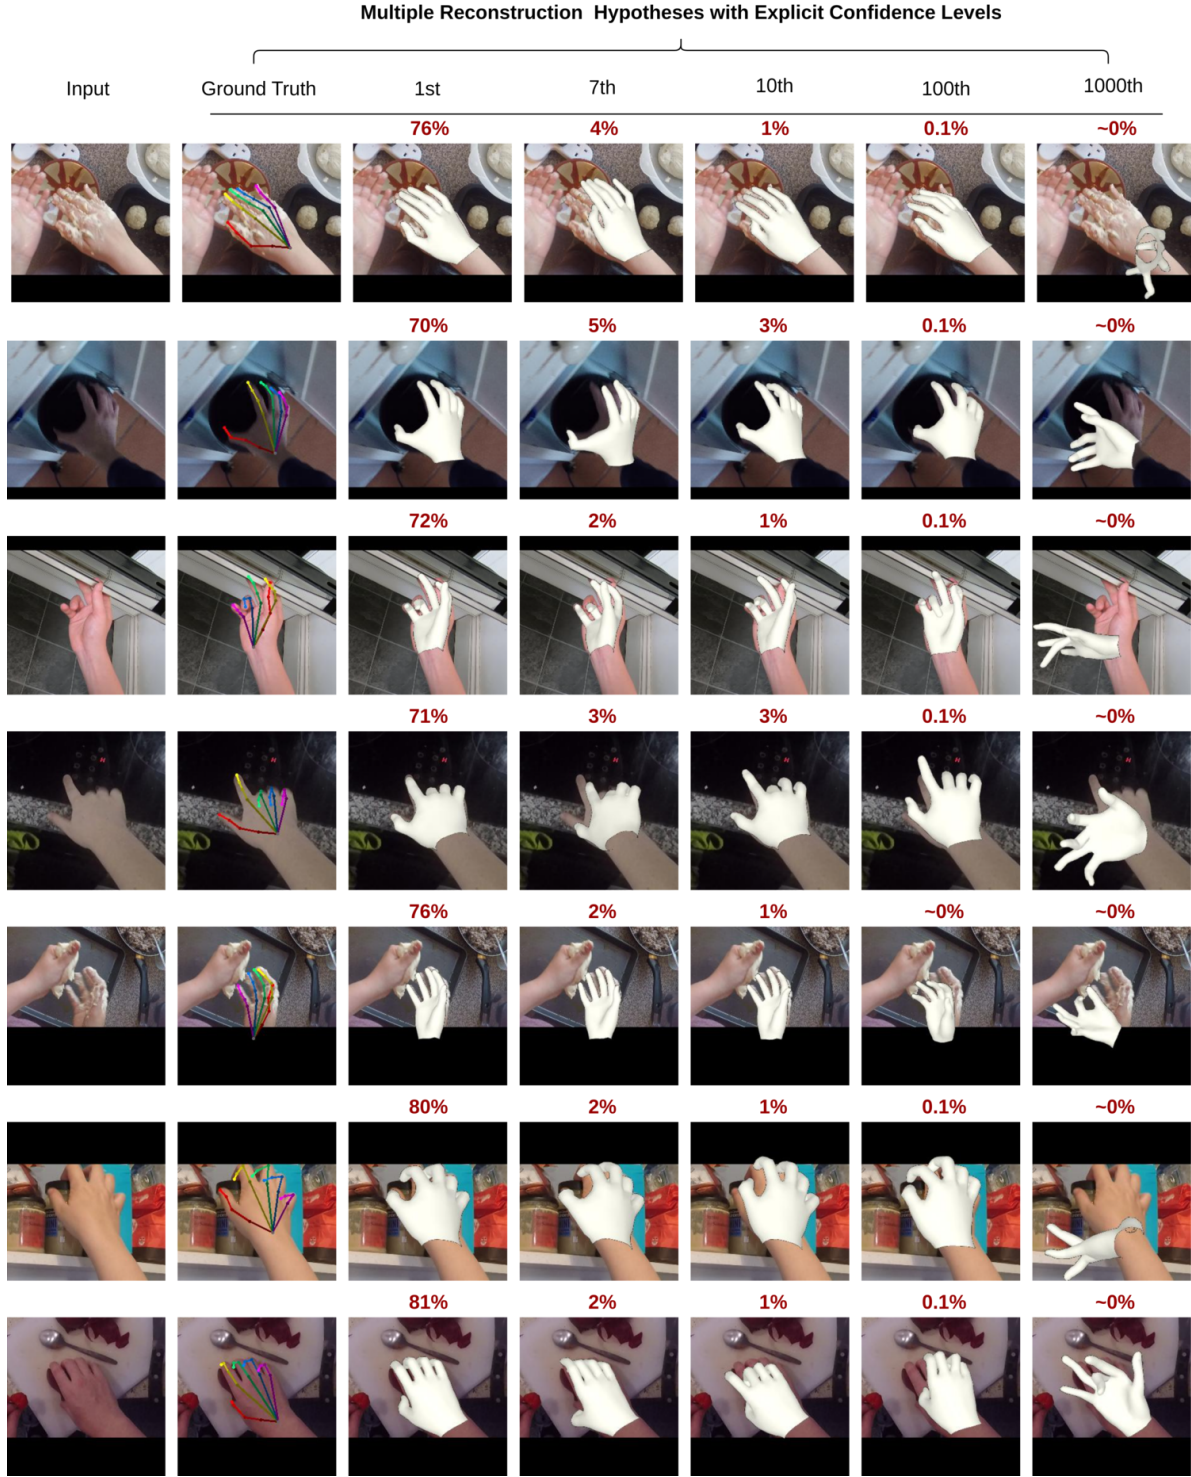 Multiple Reconstruction Hypotheses with Explicit Confidence Levels
Input Ground Truth 1st 7th 10th 100th 1000th
76% 4% 1% 0.1% ~0%
70% 5% 3% 0.1% ~0%
72% 2% 1% 0.1% ~0%
71% 3% 3% 0.1% ~0%
76% 2% 1% ~0% ~0%
80% 2% 1% 0.1% ~0%
81% 2% 1% 0.1% ~0%